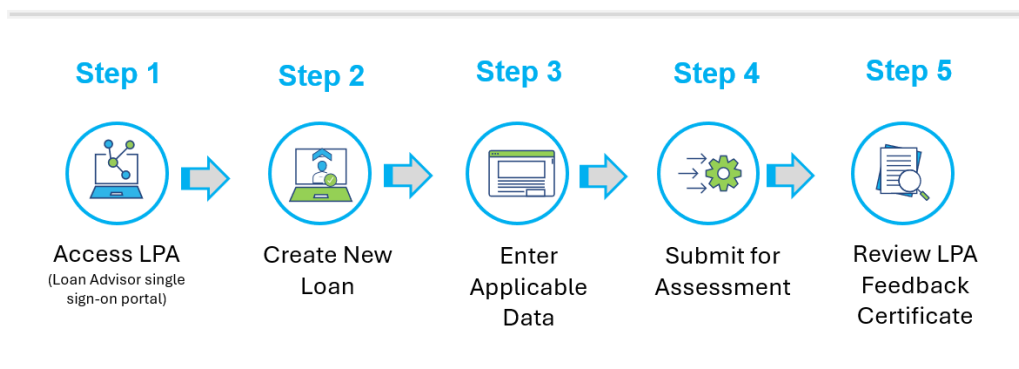 Step 1
Step 2
Step 3
Step 4
Step 5
Access LPA
(Loan Advisor single
sign-on portal)
Create New
Loan
Enter
Applicable
Data
Submit for
Assessment
Review LPA
Feedback
Certificate